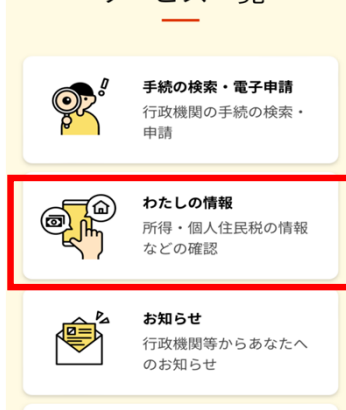 手続の検索・電子申請
行政機関の手続の検索・
申請
わたしの情報
所得・個人住民税の情報
などの確認
お知らせ
行政機関等からあなたへ
のお知らせ